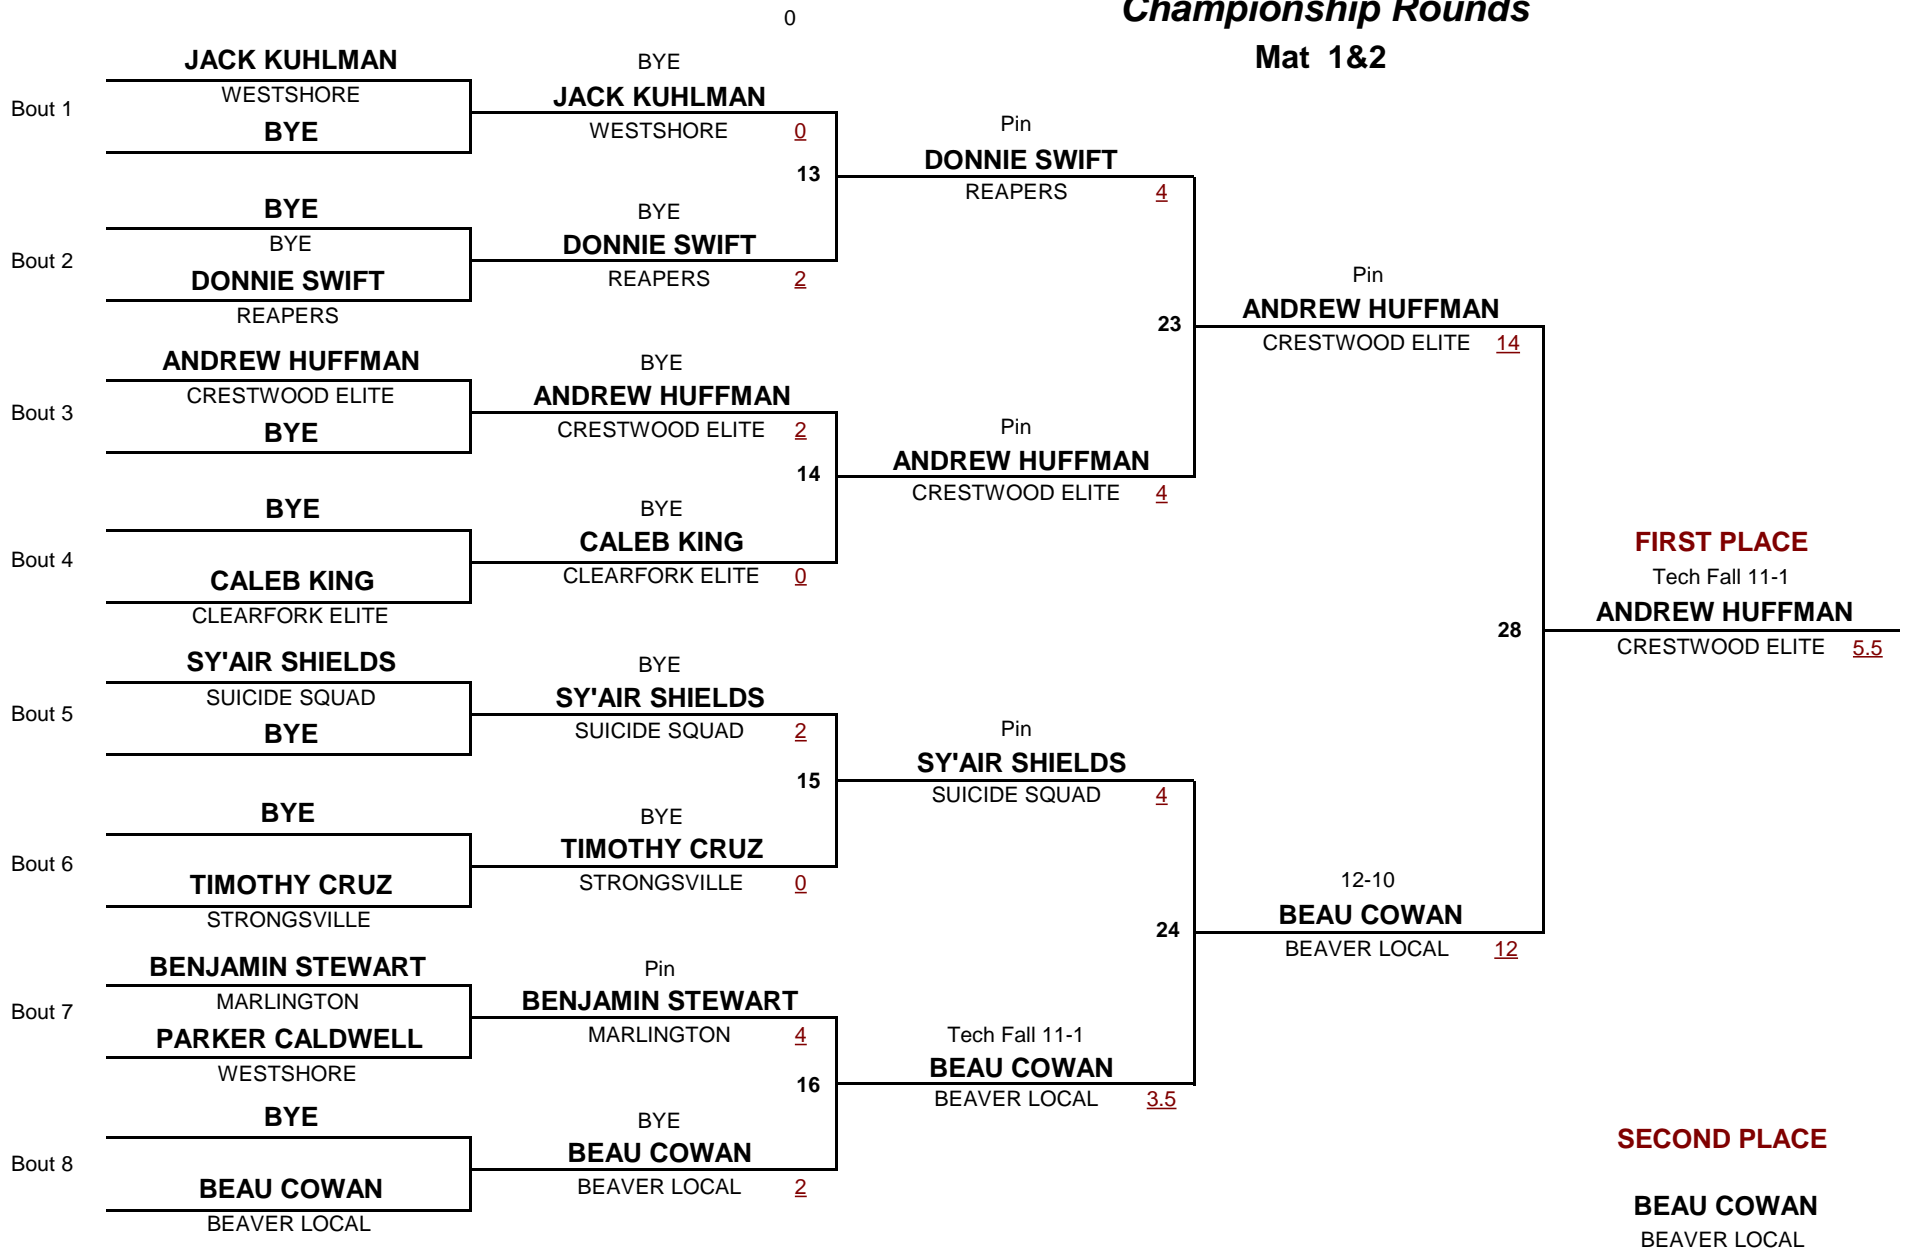 Championship Rounds
0
Mat 1&2
JACK KUHLMAN
WESTSHORE
Bout 1
BYE
BYE
BYE
Bout 2
DONNIE SWIFT
REAPERS
ANDREW HUFFMAN
CRESTWOOD ELITE
Bout 3
BYE
BYE
Bout 4
CALEB KING
CLEARFORK ELITE
SY'AIR SHIELDS
SUICIDE SQUAD
Bout 5
BYE
BYE
Bout 6
TIMOTHY CRUZ
STRONGSVILLE
BENJAMIN STEWART
MARLINGTON
Bout 7
PARKER CALDWELL
WESTSHORE
BYE
Bout 8
BEAU COWAN
BEAVER LOCAL
BYE
JACK KUHLMAN
WESTSHORE 0
13
BYE
DONNIE SWIFT
REAPERS 2
BYE
ANDREW HUFFMAN
CRESTWOOD ELITE 2
14
BYE
CALEB KING
CLEARFORK ELITE 0
BYE
SY'AIR SHIELDS
SUICIDE SQUAD 2
15
BYE
TIMOTHY CRUZ
STRONGSVILLE 0
Pin
BENJAMIN STEWART
MARLINGTON 4
16
BYE
BEAU COWAN
BEAVER LOCAL 2
Pin
DONNIE SWIFT
REAPERS 4
23
Pin
ANDREW HUFFMAN
CRESTWOOD ELITE 4
Pin
SY'AIR SHIELDS
SUICIDE SQUAD 4
24
Tech Fall 11-1
BEAU COWAN
BEAVER LOCAL 3.5
Pin
ANDREW HUFFMAN
CRESTWOOD ELITE 14
28
12-10
BEAU COWAN
BEAVER LOCAL 12
FIRST PLACE
Tech Fall 11-1
ANDREW HUFFMAN
CRESTWOOD ELITE 5.5
SECOND PLACE
BEAU COWAN
BEAVER LOCAL